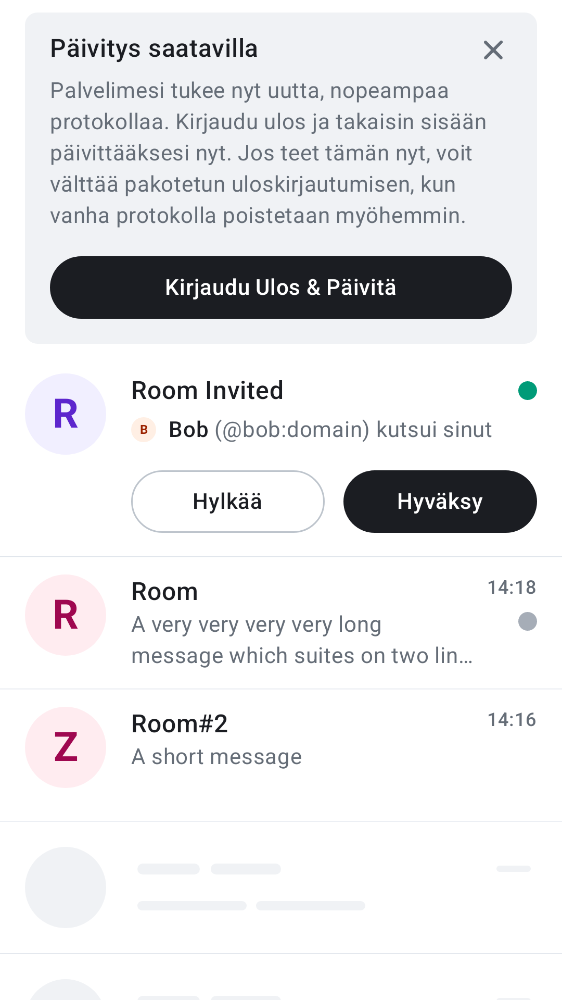 Päivitys saatavilla
Palvelimesi tukee nyt uutta, nopeampaa
protokollaa. Kirjaudu ulos ja takaisin sisään
päivittääksesi nyt. Jos teet tämän nyt, voit
välttää pakotetun uloskirjautumisen, kun
vanha protokolla poistetaan myöhemmin.
Kirjaudu Ulos & Päivitä
R
Room Invited
B Bob (@bob:domain) kutsui sinut
Hylkää
Hyväksy
R
Room
14:18
A very very very very long
message which suites on two lin…
Z
Room#2
14:16
A short message